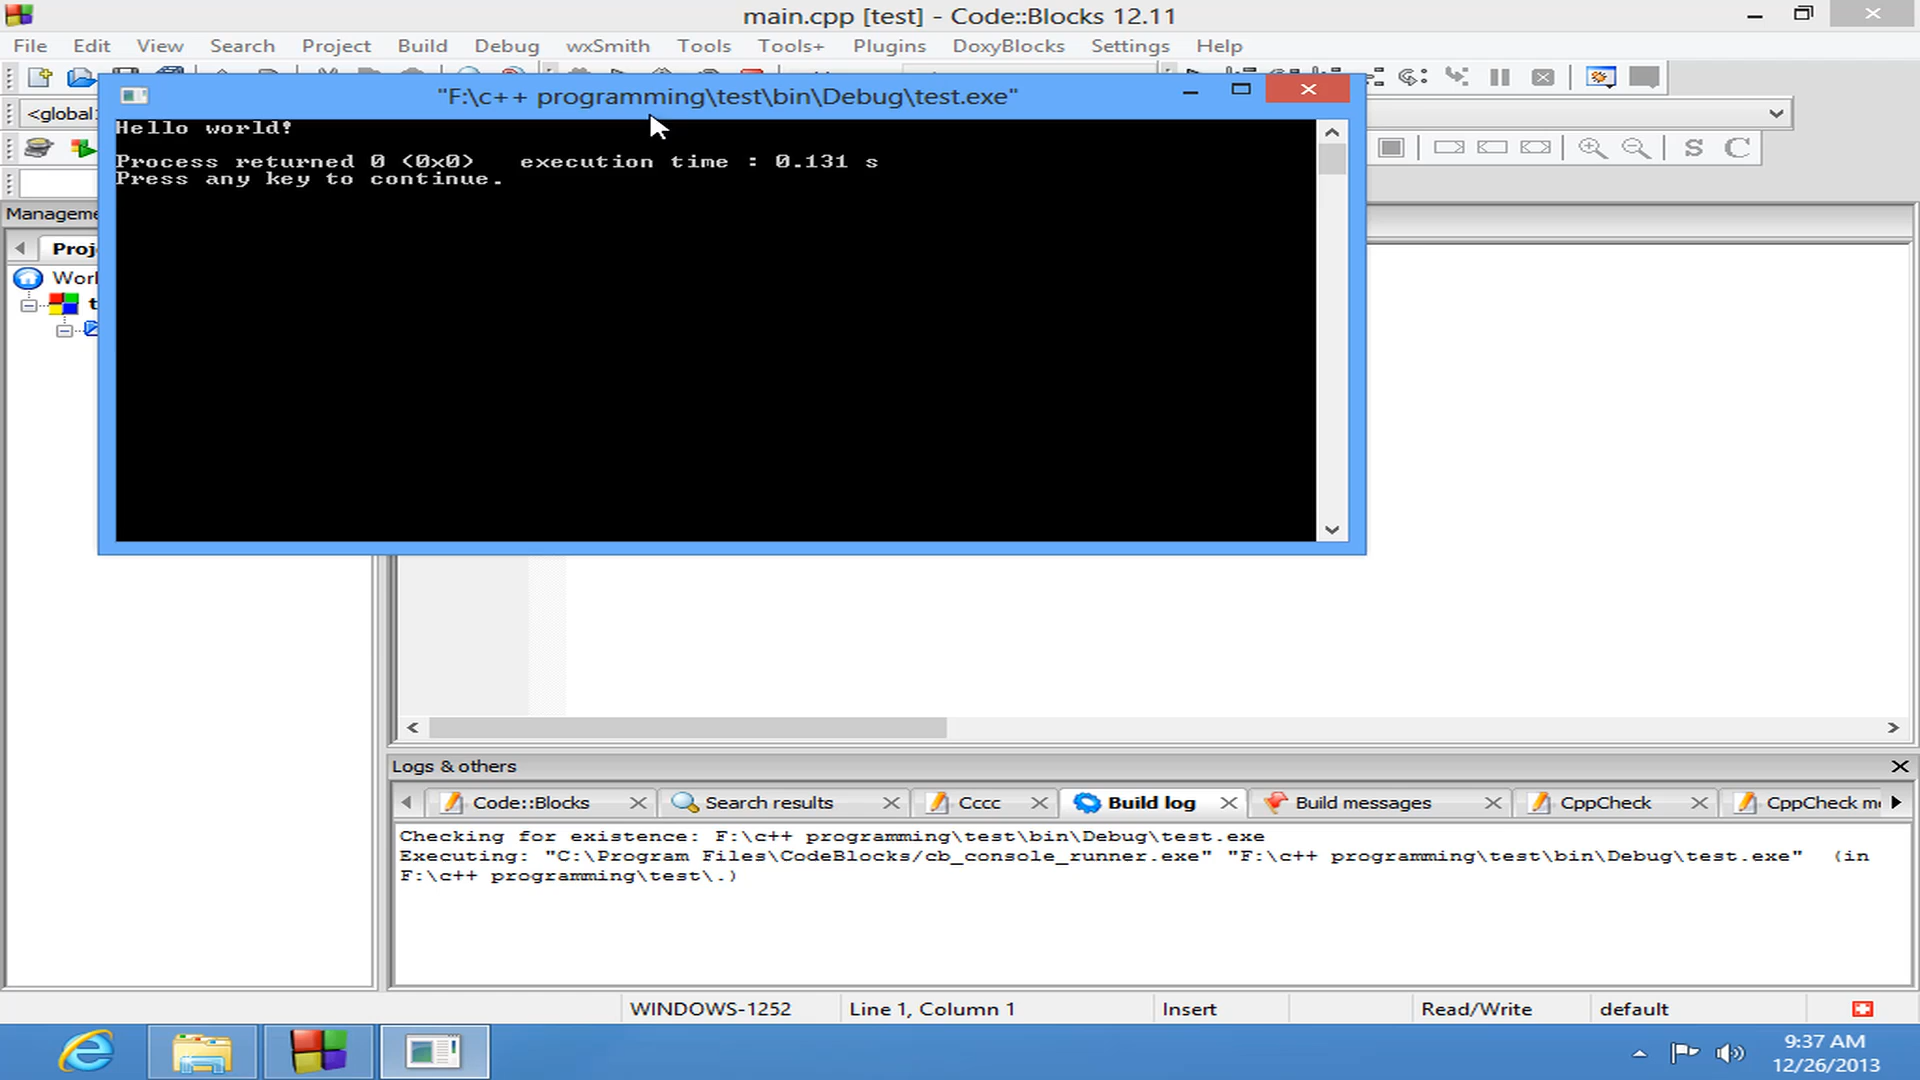 main.cpp [test] - Code::Blocks 12.11
File Edit View Search Project Build Debug wxSmith Tools Tools+ Plugins DoxyBlocks Settings Help
"F:\c++ programming\test\bin\Debug\test.exe"
<global
Hello world!
Process returned 0 (0x0)   execution time : 0.131 s
Press any key to continue.
S C
Manageme
Proj
Worl
t
Logs & others
Code::Blocks Search results Cccc Build log Build messages CppCheck CppCheck m
Checking for existence: F:\c++ programming\test\bin\Debug\test.exe
Executing: "C:\Program Files\CodeBlocks/cb_console_runner.exe" "F:\c++ programming\test\bin\Debug\test.exe"  (in
F:\c++ programming\test\.)
WINDOWS-1252 Line 1, Column 1 Insert Read/Write default
9:37 AM
12/26/2013